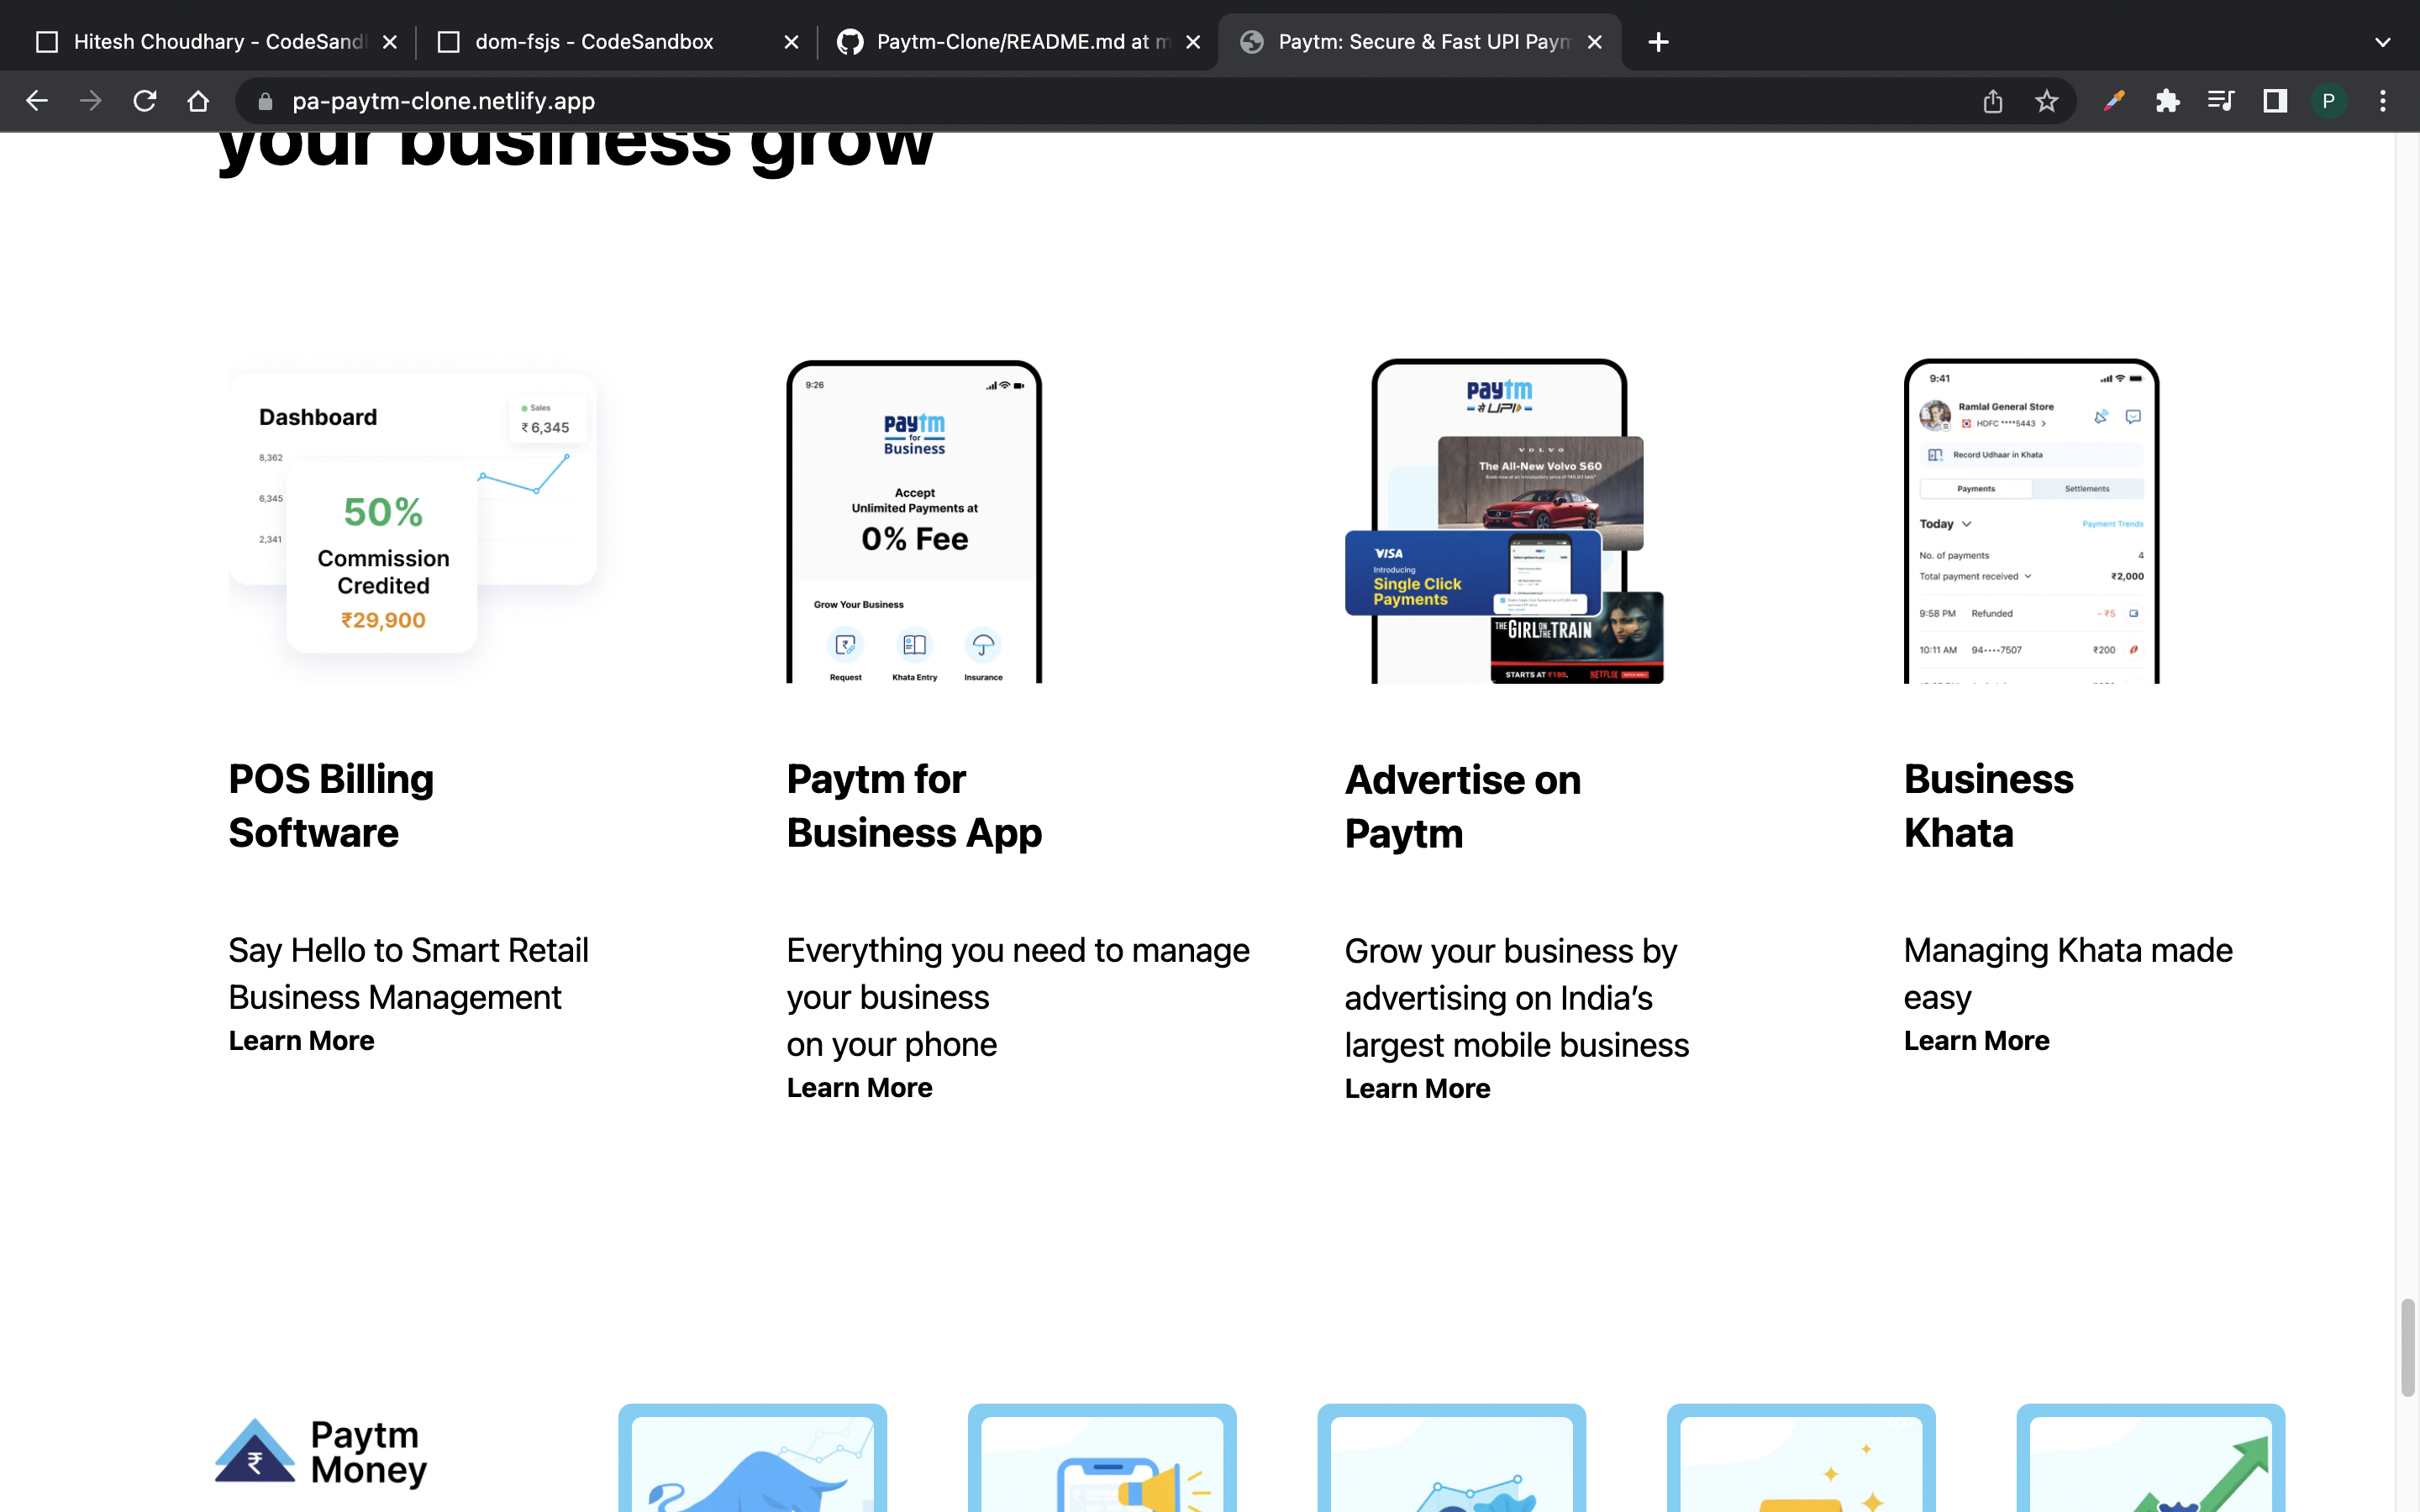 Hitesh Choudhary - CodeSand
dom-fsjs - CodeSandbox
Paytm-Clone/README.md at m
Paytm: Secure & Fast UPI Paym
pa-paytm-clone.netlify.app
P
your business grow
Dashboard
Sales
₹ 6,345
8,362
6,345
2,341
50%
Commission
Credited
₹29,900
9:26
paytm
for
Business
Accept
Unlimited Payments at
0% Fee
Grow Your Business
Request
Khata Entry
Insurance
paytm
से UPI
VOLVO
The All-New Volvo S60
VISA
Introducing
Single Click
Payments
THE GIRL ON THE TRAIN
STARTS AT ₹199.
NETFLIX
9:41
Ramlal General Store
HDFC ****5443 >
Record Udhaar in Khata
Payments
Settlements
Today
Payment Trends
No. of payments
4
Total payment received
₹2,000
9:58 PM
Refunded
- ₹5
10:11 AM
94••••7507
₹200
POS Billing
Software
Say Hello to Smart Retail
Business Management
Learn More
Paytm for
Business App
Everything you need to manage
your business
on your phone
Learn More
Advertise on
Paytm
Grow your business by
advertising on India’s
largest mobile business
Learn More
Business
Khata
Managing Khata made
easy
Learn More
₹
Paytm
Money